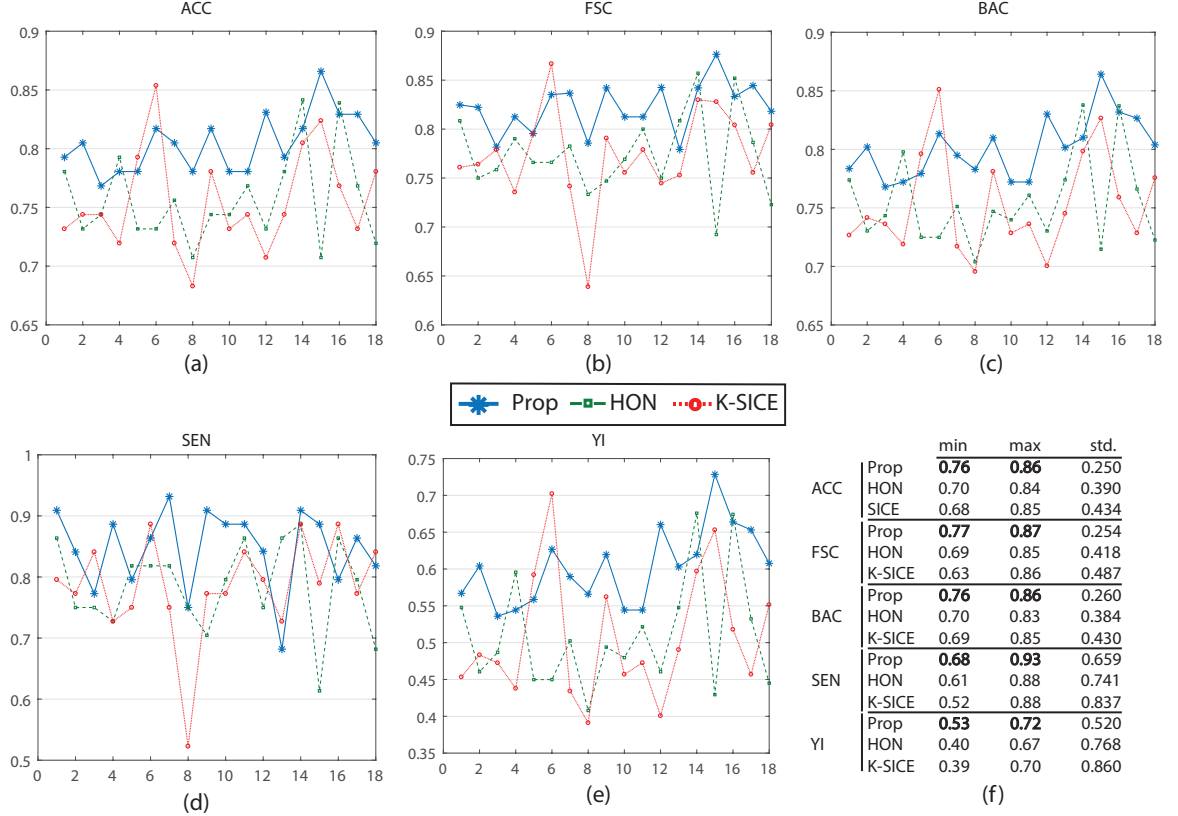 ACC
0.9
0.85
0.8
0.75
0.7
0.65
0 2 4 6 8 10 12 14 16 18
(a)
FSC
0.9
0.85
0.8
0.75
0.7
0.65
0.6
0 2 4 6 8 10 12 14 16 18
(b)
BAC
0.9
0.85
0.8
0.75
0.7
0.65
0 2 4 6 8 10 12 14 16 18
(c)
Prop HON K-SICE
SEN
1
0.9
0.8
0.7
0.6
0.5
0 2 4 6 8 10 12 14 16 18
(d)
YI
0.75
0.7
0.65
0.6
0.55
0.5
0.45
0.4
0.35
0 2 4 6 8 10 12 14 16 18
(e)
min max std.
Prop 0.76 0.86 0.250
ACC HON 0.70 0.84 0.390
SICE 0.68 0.85 0.434
Prop 0.77 0.87 0.254
FSC HON 0.69 0.85 0.418
K-SICE 0.63 0.86 0.487
Prop 0.76 0.86 0.260
BAC HON 0.70 0.83 0.384
K-SICE 0.69 0.85 0.430
Prop 0.68 0.93 0.659
SEN HON 0.61 0.88 0.741
K-SICE 0.52 0.88 0.837
Prop 0.53 0.72 0.520
YI HON 0.40 0.67 0.768
K-SICE 0.39 0.70 0.860
(f)